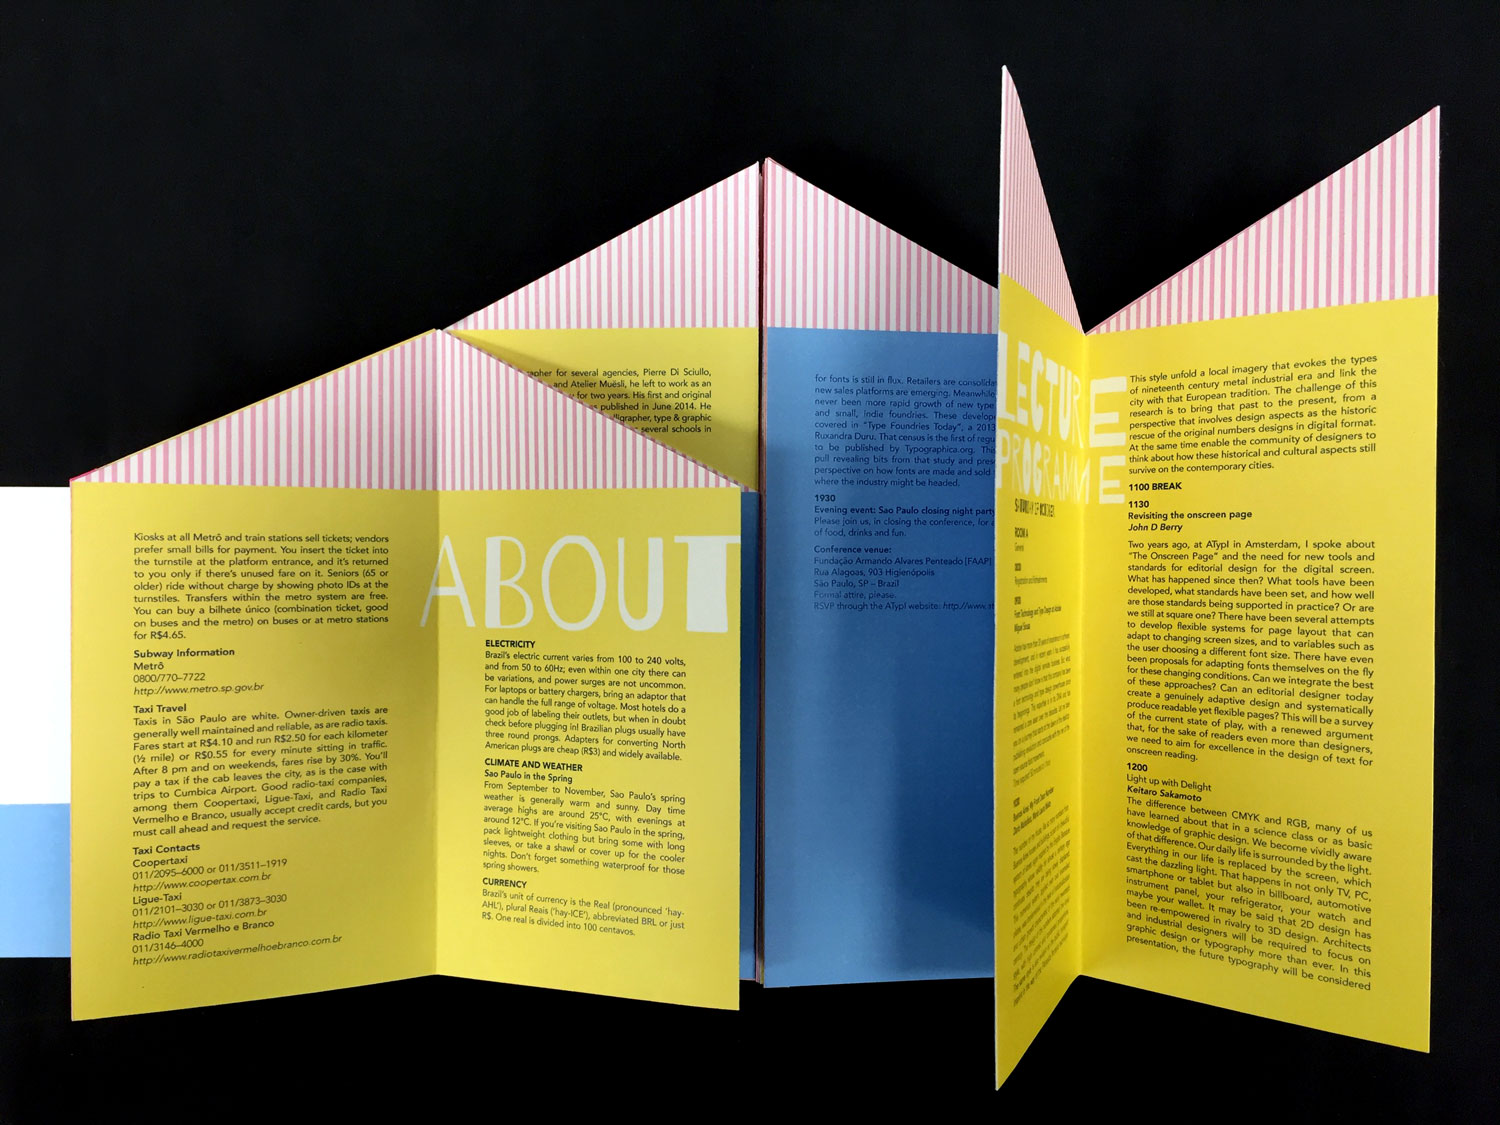 Kiosks at all Metrô and train stations sell tickets; vendors
prefer small bills for payment. You insert the ticket into
the turnstile at the platform entrance, and it's returned
to you only if there's unused fare on it. Seniors (65 or
older) ride without charge by showing photo IDs at the
turnstiles. Transfers within the metro system are free.
You can buy a bilhete único (combination ticket, good
on buses and the metro) on buses or at metro stations
for R$4.65.
Subway Information
Metrô
0800/770–7722
http://www.metro.sp.gov.br
Taxi Travel
Taxis in São Paulo are white. Owner-driven taxis are
generally well maintained and reliable, as are radio taxis.
Fares start at R$4.10 and run R$2.50 for each kilometer
(½ mile) or R$0.55 for every minute sitting in traffic.
After 8 pm and on weekends, fares rise by 30%. You'll
pay a tax if the cab leaves the city, as is the case with
trips to Cumbica Airport. Good radio-taxi companies,
among them Coopertaxi, Ligue-Taxi, and Radio Taxi
Vermelho e Branco, usually accept credit cards, but you
must call ahead and request the service.
Taxi Contacts
Coopertaxi
011/2095–6000 or 011/3511–1919
http://www.coopertax.com.br
Ligue-Taxi
011/2101–3030 or 011/3873–3030
http://www.ligue-taxi.com.br
Radio Taxi Vermelho e Branco
011/3146–4000
http://www.radiotaxivermelhoebranco.com.br
ABOUT
ELECTRICITY
Brazil's electric current varies from 100 to 240 volts,
and from 50 to 60Hz; even within one city there can
be variations, and power surges are not uncommon.
For laptops or battery chargers, bring an adaptor that
can handle the full range of voltage. Most hotels do a
good job of labeling their outlets, but when in doubt
check before plugging in! Brazilian plugs usually have
three round prongs. Adapters for converting North
American plugs are cheap (R$3) and widely available.
CLIMATE AND WEATHER
Sao Paulo in the Spring
From September to November, Sao Paulo's spring
weather is generally warm and sunny. Day time
average highs are around 25°C, with evenings at
around 12°C. If you're visiting Sao Paulo in the spring,
pack lightweight clothing but bring some with long
sleeves, or take a shawl or cover up for the cooler
nights. Don't forget something waterproof for those
spring showers.
CURRENCY
Brazil's unit of currency is the Real (pronounced 'hay-
AHL'), plural Reais ('hay-ICE'), abbreviated BRL or just
R$. One real is divided into 100 centavos.
for several agencies, Pierre Di Sciullo,
and Atelier Muësli, he left to work as an
for two years. His first and original
published in June 2014. He
type & graphic
several schools in
for fonts is still in flux. Retailers are
new sales platforms are emerging. Meanwhile
never been more rapid growth of new type
and small, indie foundries. These
covered in "Type Foundries Today", a 2013
Ruxandra Duru. That census is the first of
to be published by Typographica.org. This
pull revealing bits from that study and
perspective on how fonts are made and sold
where the industry might be headed.
1930
Evening event: Sao Paulo closing night party
Please join us, in closing the conference, for
of food, drinks and fun.
Conference venue:
Fundação Armando Alvares Penteado [FAAP]
Rua Alagoas, 903 Higienópolis
São Paulo, SP – Brazil
Formal attire, please.
RSVP through the ATypI website:
LECTURE
PROGRAMME
ROOM A
This style unfold a local imagery that evokes the types
of nineteenth century metal industrial era and link the
city with that European tradition. The challenge of this
research is to bring that past to the present, from a
perspective that involves design aspects as the historic
rescue of the original numbers designs in digital format.
At the same time enable the community of designers to
think about how these historical and cultural aspects still
survive on the contemporary cities.
1100 BREAK
1130
Revisiting the onscreen page
John D Berry
Two years ago, at ATypI in Amsterdam, I spoke about
"The Onscreen Page" and the need for new tools and
standards for editorial design for the digital screen.
What has happened since then? What tools have been
developed, what standards have been set, and how well
are those standards being supported in practice? Or are
we still at square one? There have been several attempts
to develop flexible systems for page layout that can
adapt to changing screen sizes, and to variables such as
the user choosing a different font size. There have even
been proposals for adapting fonts themselves on the fly
for these changing conditions. Can we integrate the best
of these approaches? Can an editorial designer today
create a genuinely adaptive design and systematically
produce readable yet flexible pages? This will be a survey
of the current state of play, with a renewed argument
that, for the sake of readers even more than designers,
we need to aim for excellence in the design of text for
onscreen reading.
1200
Light up with Delight
Keitaro Sakamoto
The difference between CMYK and RGB, many of us
have learned about that in a science class or as basic
knowledge of graphic design. We become vividly aware
of that difference. Our daily life is surrounded by the light.
Everything in our life is replaced by the screen, which
cast the dazzling light. That happens in not only TV, PC,
smartphone or tablet but also in billboard, automotive
instrument panel, your refrigerator, your watch and
maybe your wallet. It may be said that 2D design has
been re-empowered in rivalry to 3D design. Architects
and industrial designers will be required to focus on
graphic design or typography more than ever. In this
presentation, the future typography will be considered